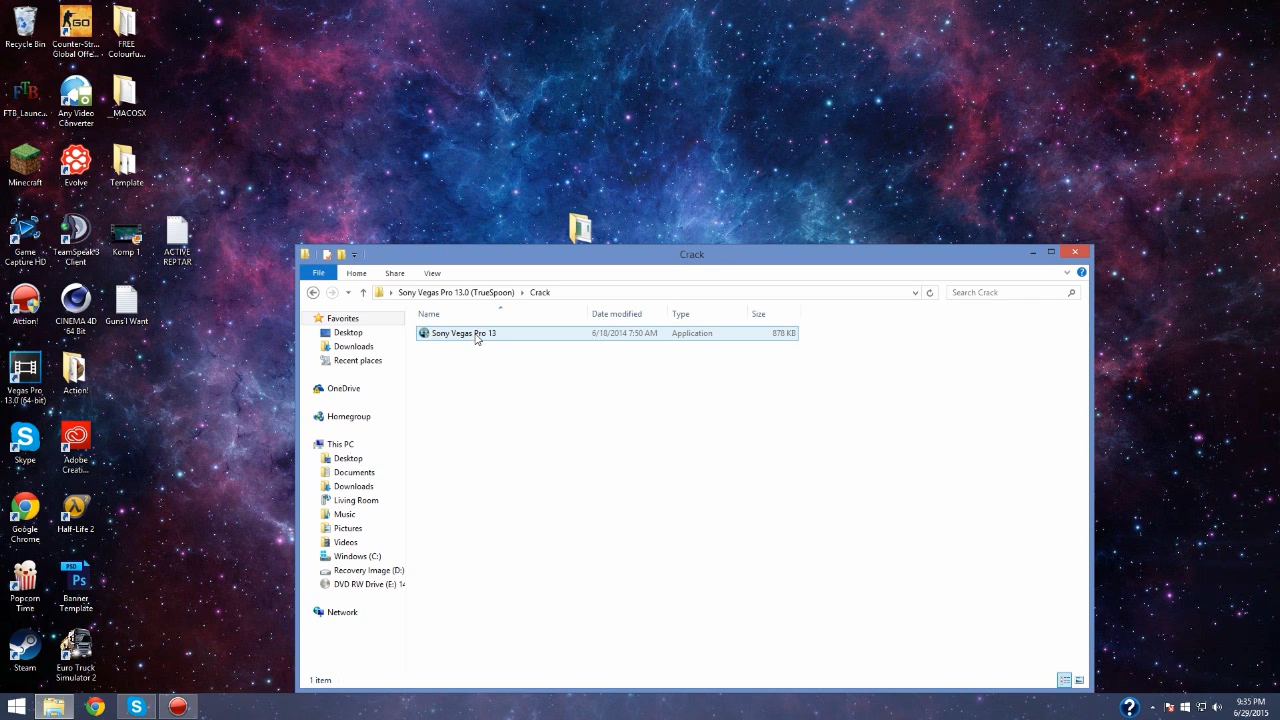 Recycle Bin
Counter-Str...
Global Offe...
FREE
Colourfu...
FTB_Launc...
Any Video
Converter
__MACOSX
Minecraft
Evolve
Template
Game
Capture HD
TeamSpeak 3
Client
Komp 1.
ACTIVE
REPTAR
Action!
CINEMA 4D
64 Bit
Guns!I Want
Vegas Pro
13.0 (64-bit)
Action!
Skype
Adobe
Creati...
Google
Chrome
Half-Life 2
Popcorn
Time
Banner
Template
Steam
Euro Truck
Simulator 2
Crack
File
Home
Share
View
Sony Vegas Pro 13.0 (TrueSpoon)
Crack
Search Crack
Name
Date modified
Type
Size
Sony Vegas Pro 13
6/18/2014 7:50 AM
Application
878 KB
Favorites
Desktop
Downloads
Recent places
OneDrive
Homegroup
This PC
Desktop
Documents
Downloads
Living Room
Music
Pictures
Videos
Windows (C:)
Recovery Image (D:)
DVD RW Drive (E:) 14
Network
1 item
9:35 PM
6/29/2015